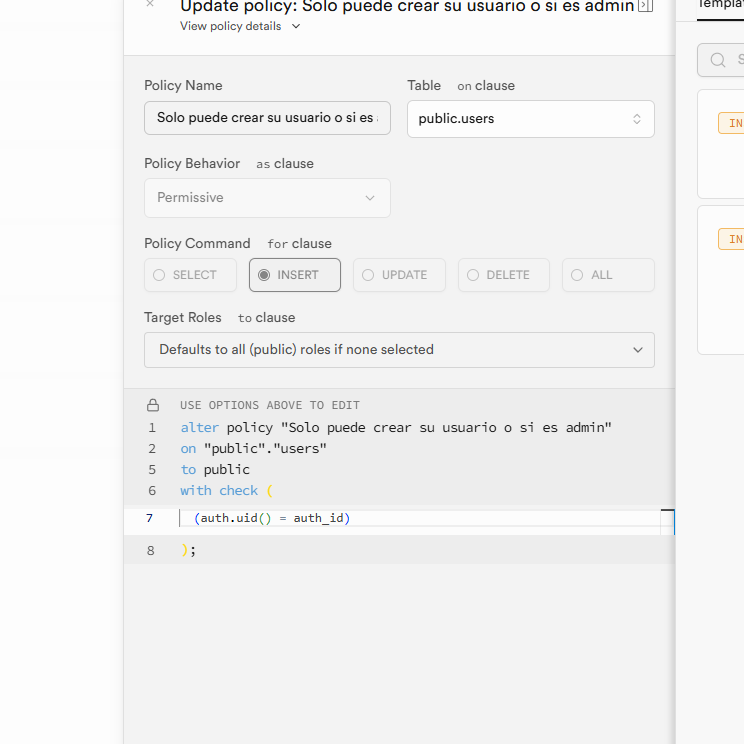 Update policy: Solo puede crear su usuario o si es admin
View policy details
Policy Name
Table on clause
Solo puede crear su usuario o si es
public.users
Policy Behavior as clause
Permissive
Policy Command for clause
SELECT INSERT UPDATE DELETE ALL
Target Roles to clause
Defaults to all (public) roles if none selected
USE OPTIONS ABOVE TO EDIT
1 alter policy "Solo puede crear su usuario o si es admin"
2 on "public"."users"
5 to public
6 with check (
7 (auth.uid() = auth_id)
8 );
Templat
S
IN
IN